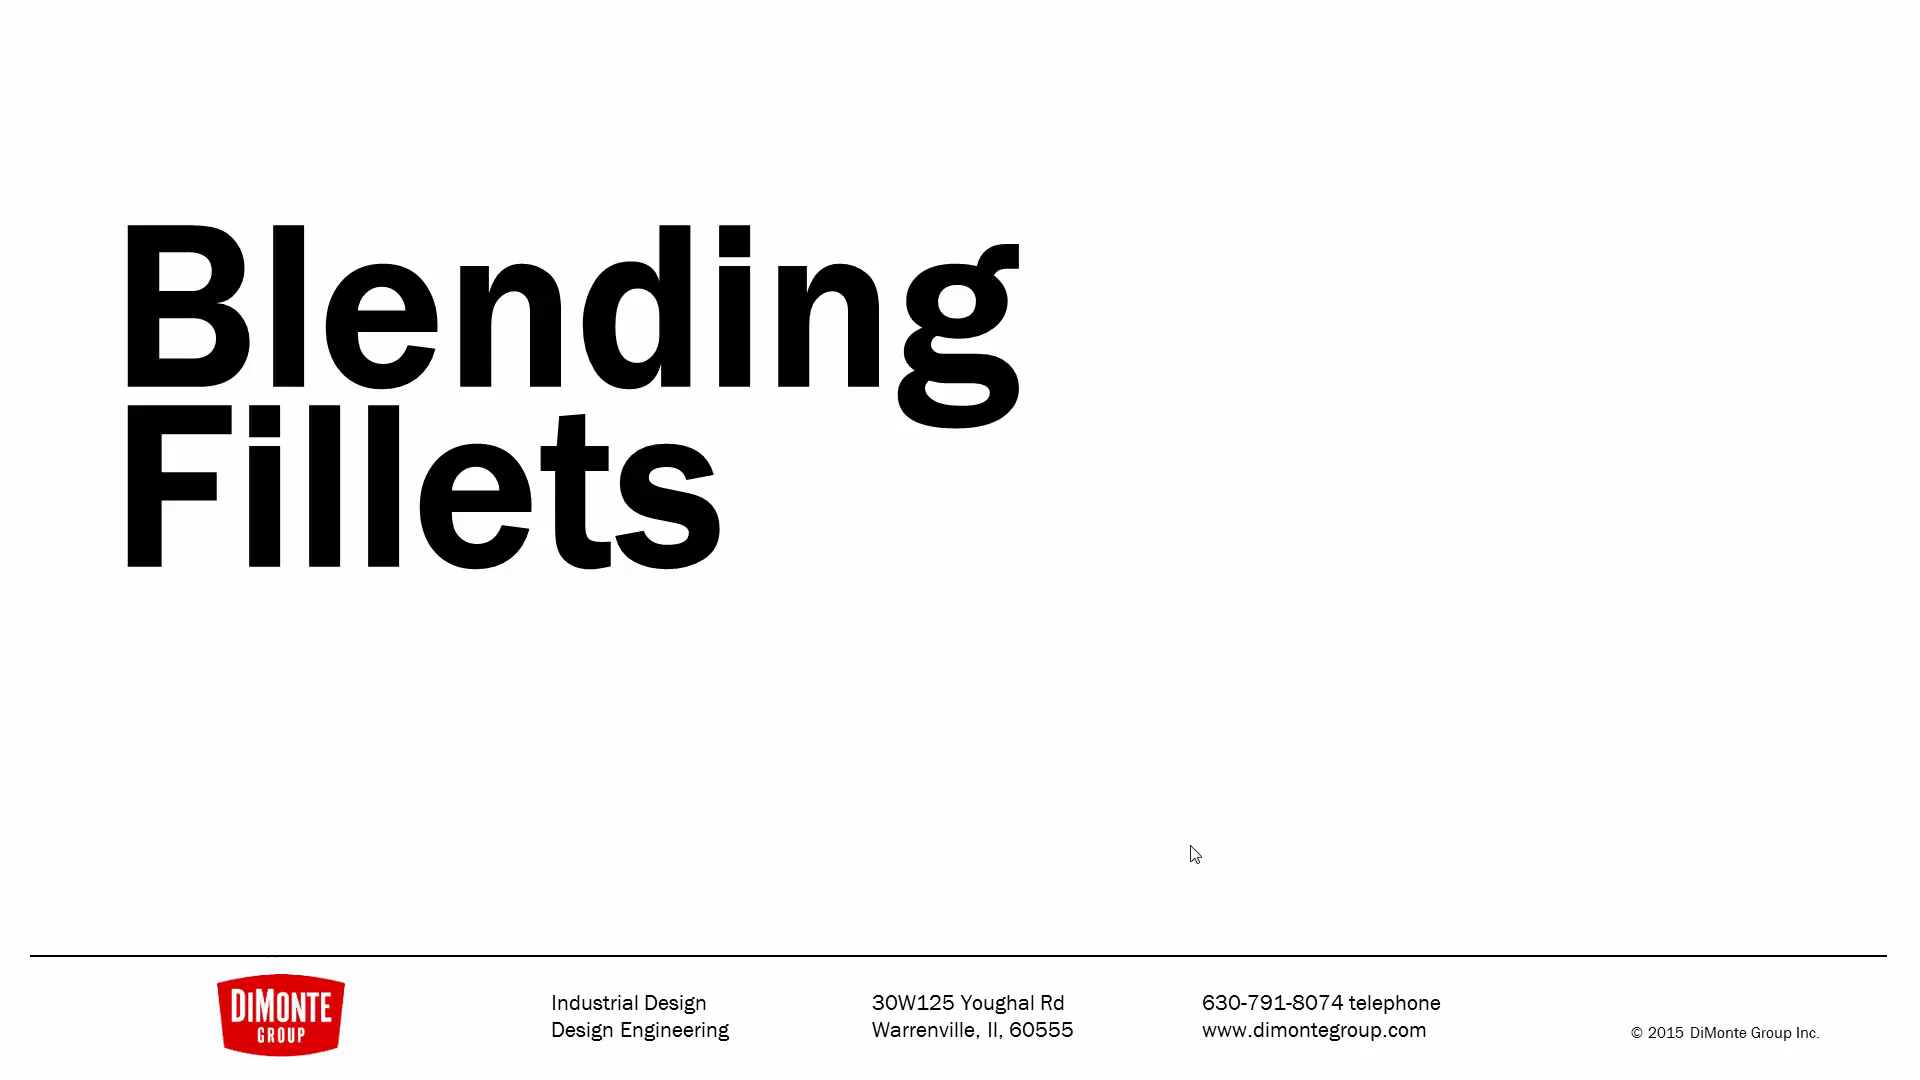 Blending
Fillets
DIMONTE
GROUP
Industrial Design
Design Engineering
30W125 Youghal Rd
Warrenville, Il, 60555
630-791-8074 telephone
www.dimontegroup.com
© 2015 DiMonte Group Inc.